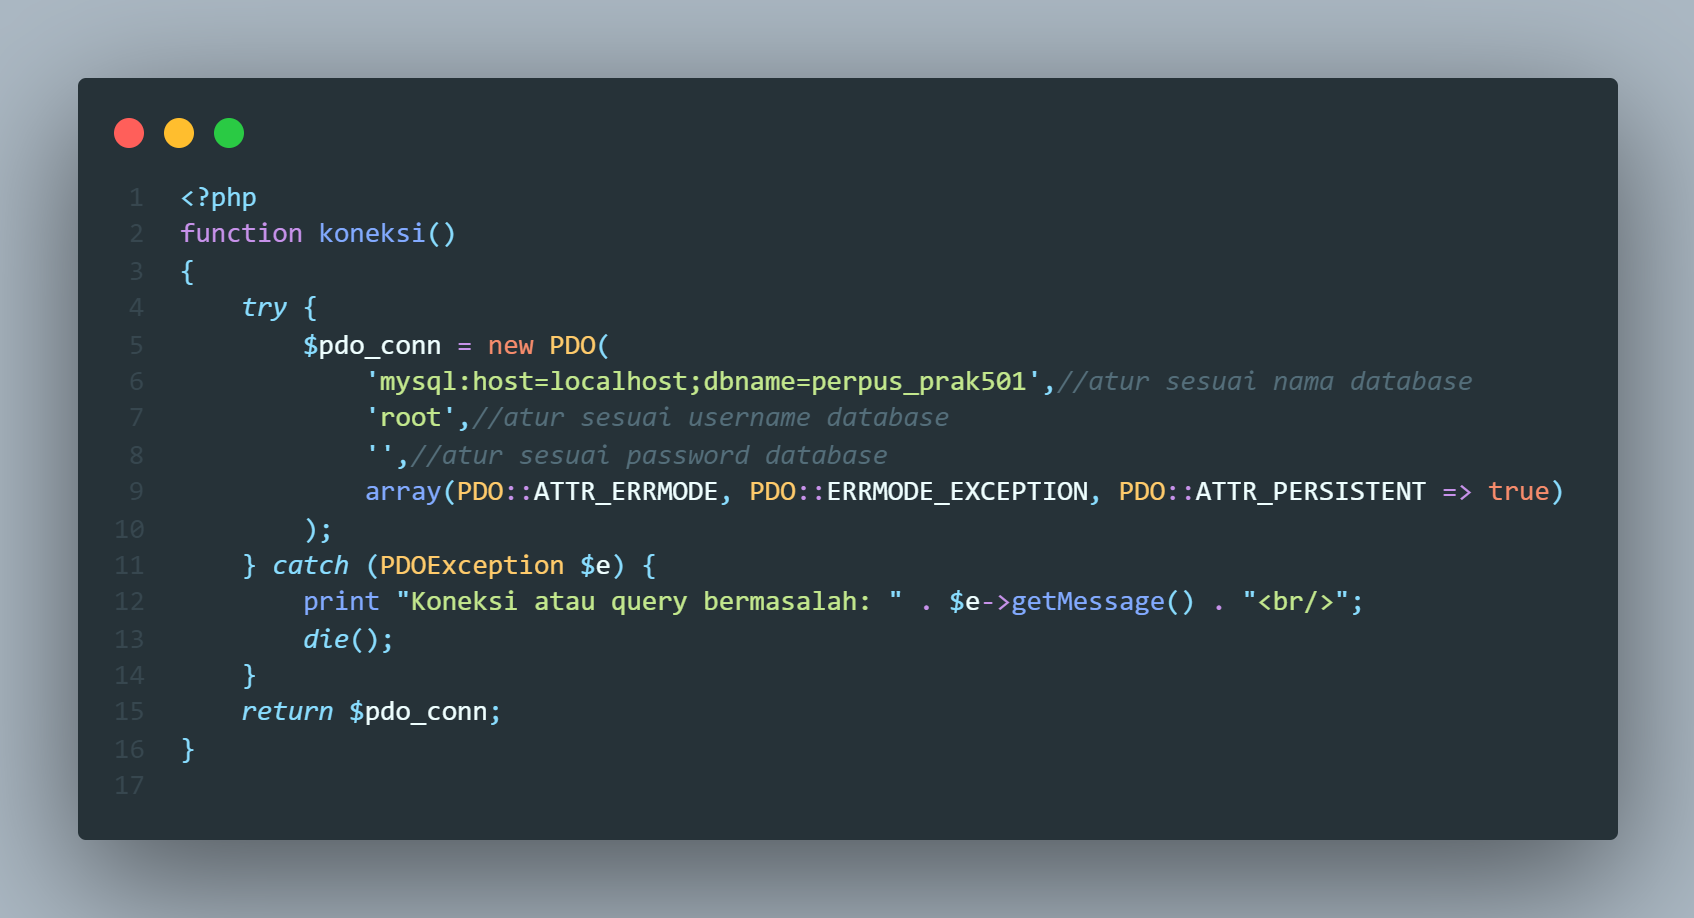 1 <?php
2 function koneksi()
3 {
4     try {
5         $pdo_conn = new PDO(
6             'mysql:host=localhost;dbname=perpus_prak501',//atur sesuai nama database
7             'root',//atur sesuai username database
8             '',//atur sesuai password database
9             array(PDO::ATTR_ERRMODE, PDO::ERRMODE_EXCEPTION, PDO::ATTR_PERSISTENT => true)
10         );
11     } catch (PDOException $e) {
12         print "Koneksi atau query bermasalah: " . $e->getMessage() . "<br/>";
13         die();
14     }
15     return $pdo_conn;
16 }
17